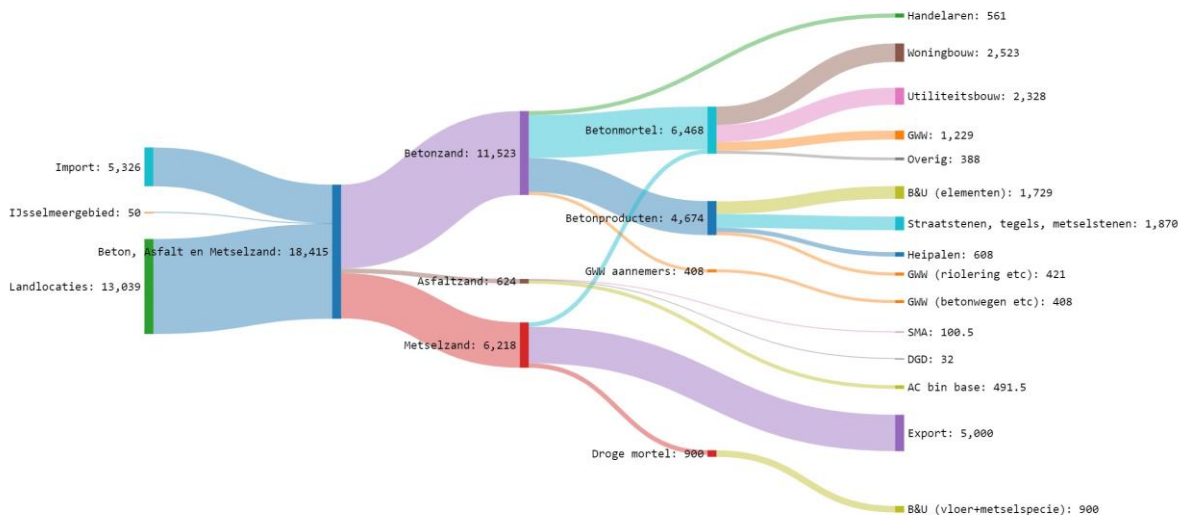 Import: 5,326
IJsselmeergebied: 50
Landlocaties: 13,039
Beton, Asfalt en Metselzand: 18,415
Betonzand: 11,523
Asfaltzand: 624
Metselzand: 6,218
Betonmortel: 6,468
Betonproducten: 4,674
GWW aannemers: 408
Droge mortel: 900
Handelaren: 561
Woningbouw: 2,523
Utiliteitsbouw: 2,328
GWW: 1,229
Overig: 388
B&U (elementen): 1,729
Straatstenen, tegels, metselstenen: 1,870
Heipalen: 608
GWW (riolering etc): 421
GWW (betonwegen etc): 408
SMA: 100.5
DGD: 32
AC bin base: 491.5
Export: 5,000
B&U (vloer+metselspecie): 900